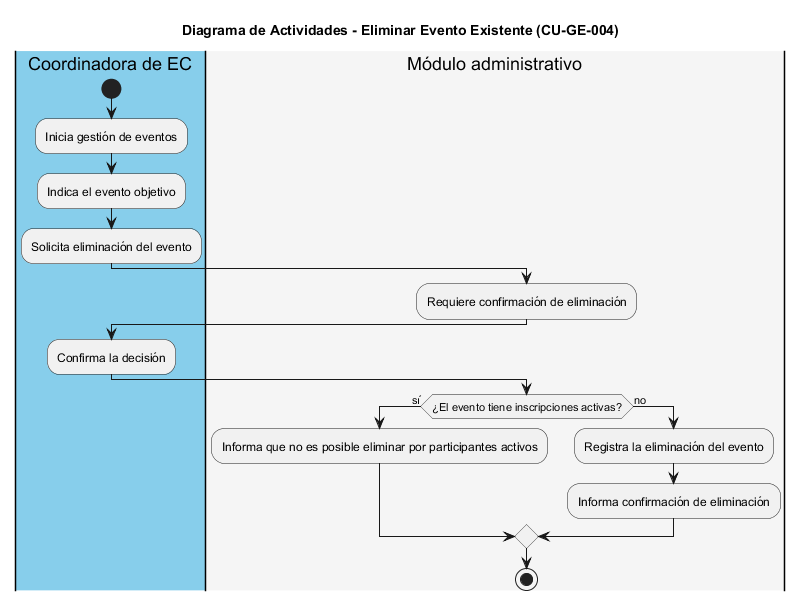 Diagrama de Actividades - Eliminar Evento Existente (CU-GE-004)
Coordinadora de EC
Módulo administrativo
Inicia gestión de eventos
Indica el evento objetivo
Solicita eliminación del evento
Requiere confirmación de eliminación
Confirma la decisión
sí
¿El evento tiene inscripciones activas?
no
Informa que no es posible eliminar por participantes activos
Registra la eliminación del evento
Informa confirmación de eliminación